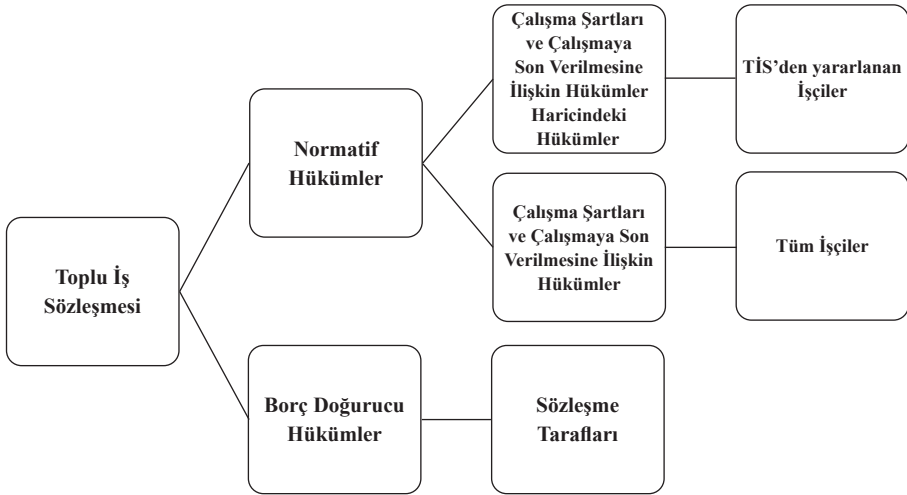 Toplu İş
Sözleşmesi
Normatif
Hükümler
Çalışma Şartları
ve Çalışmaya
Son Verilmesine
İlişkin Hükümler
Haricindeki
Hükümler
TİS’den yararlanan
İşçiler
Çalışma Şartları
ve Çalışmaya Son
Verilmesine İlişkin
Hükümler
Tüm İşçiler
Borç Doğurucu
Hükümler
Sözleşme
Tarafları